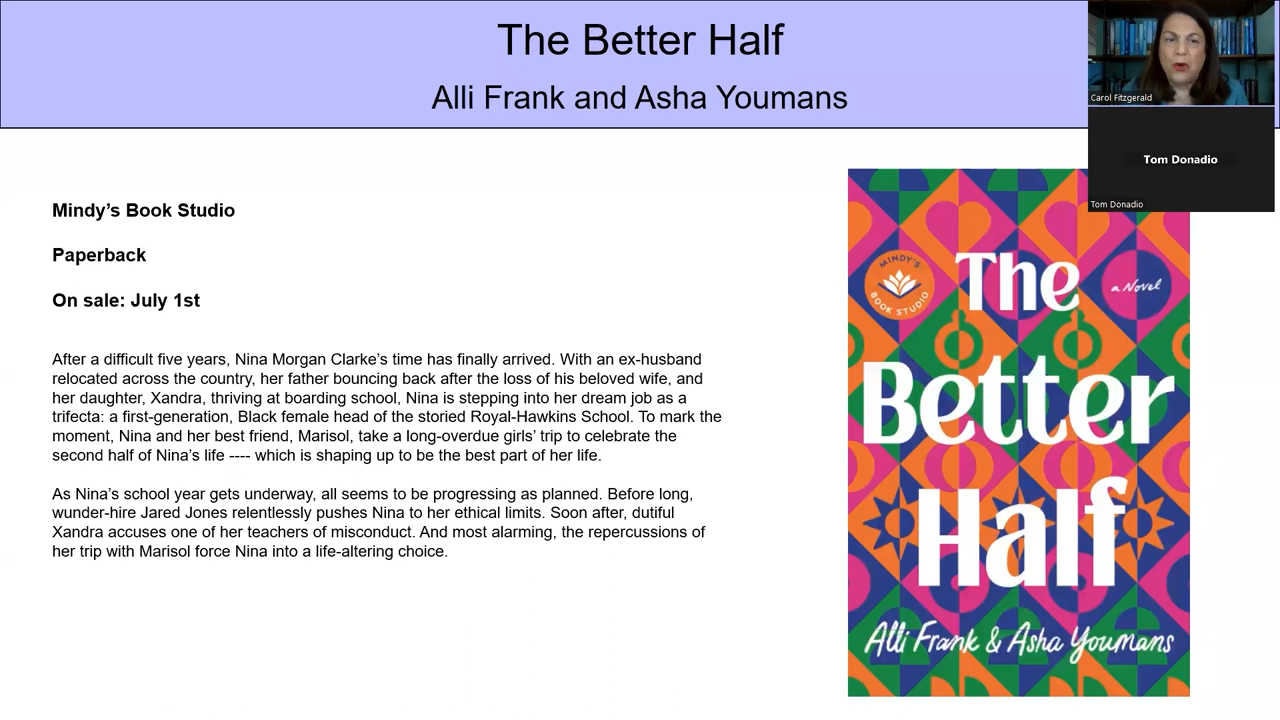 The Better Half
Alli Frank and Asha Youmans
Carol Fitzgerald
Tom Donadio
Tom Donadio
Mindy's Book Studio
Paperback
On sale: July 1st
After a difficult five years, Nina Morgan Clarke's time has finally arrived. With an ex-husband
relocated across the country, her father bouncing back after the loss of his beloved wife, and
her daughter, Xandra, thriving at boarding school, Nina is stepping into her dream job as a
trifecta: a first-generation, Black female head of the storied Royal-Hawkins School. To mark the
moment, Nina and her best friend, Marisol, take a long-overdue girls' trip to celebrate the
second half of Nina's life ---- which is shaping up to be the best part of her life.
As Nina's school year gets underway, all seems to be progressing as planned. Before long,
wunder-hire Jared Jones relentlessly pushes Nina to her ethical limits. Soon after, dutiful
Xandra accuses one of her teachers of misconduct. And most alarming, the repercussions of
her trip with Marisol force Nina into a life-altering choice.
MINDY'S
BOOK STUDIO
The
a Novel
Better
Half
Alli Frank & Asha Youmans